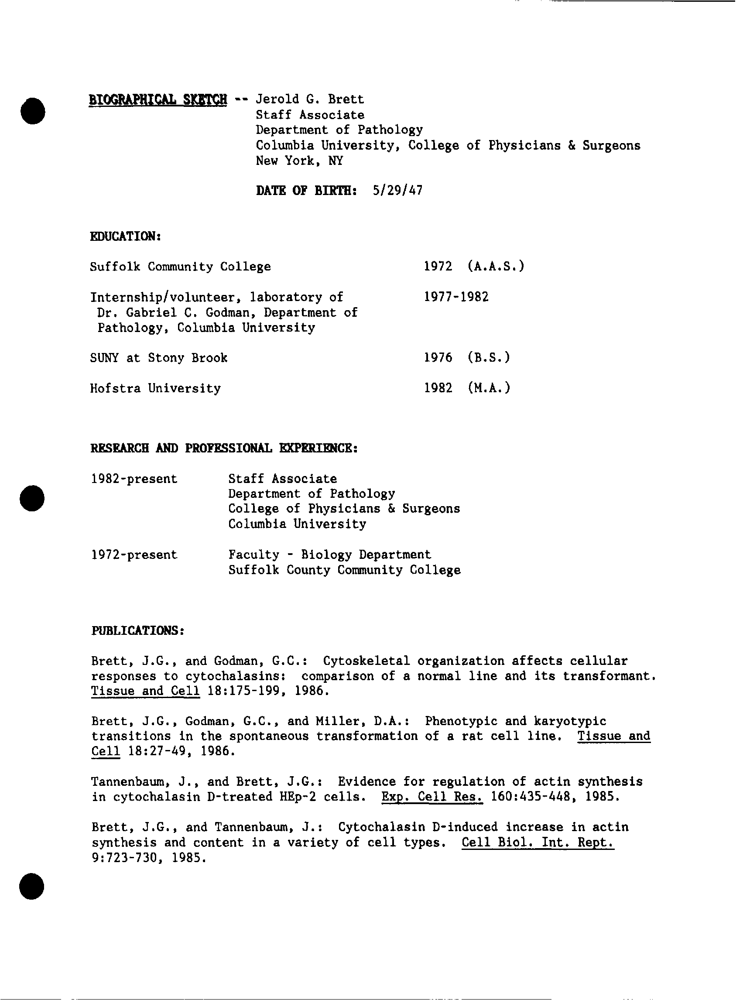 BIOGRAPHICAL SKETCH -- Jerold G. Brett
Staff Associate
Department of Pathology
Columbia University, College of Physicians & Surgeons
New York, NY
DATE OF BIRTH: 5/29/47
EDUCATION:
Suffolk Community College 1972 (A.A.S.)
Internship/volunteer, laboratory of 1977-1982
Dr. Gabriel C. Godman, Department of
Pathology, Columbia University
SUNY at Stony Brook 1976 (B.S.)
Hofstra University 1982 (M.A.)
RESEARCH AND PROFESSIONAL EXPERIENCE:
1982-present Staff Associate
Department of Pathology
College of Physicians & Surgeons
Columbia University
1972-present Faculty - Biology Department
Suffolk County Community College
PUBLICATIONS:
Brett, J.G., and Godman, G.C.: Cytoskeletal organization affects cellular
responses to cytochalasins: comparison of a normal line and its transformant.
Tissue and Cell 18:175-199, 1986.
Brett, J.G., Godman, G.C., and Miller, D.A.: Phenotypic and karyotypic
transitions in the spontaneous transformation of a rat cell line. Tissue and
Cell 18:27-49, 1986.
Tannenbaum, J., and Brett, J.G.: Evidence for regulation of actin synthesis
in cytochalasin D-treated HEp-2 cells. Exp. Cell Res. 160:435-448, 1985.
Brett, J.G., and Tannenbaum, J.: Cytochalasin D-induced increase in actin
synthesis and content in a variety of cell types. Cell Biol. Int. Rept.
9:723-730, 1985.